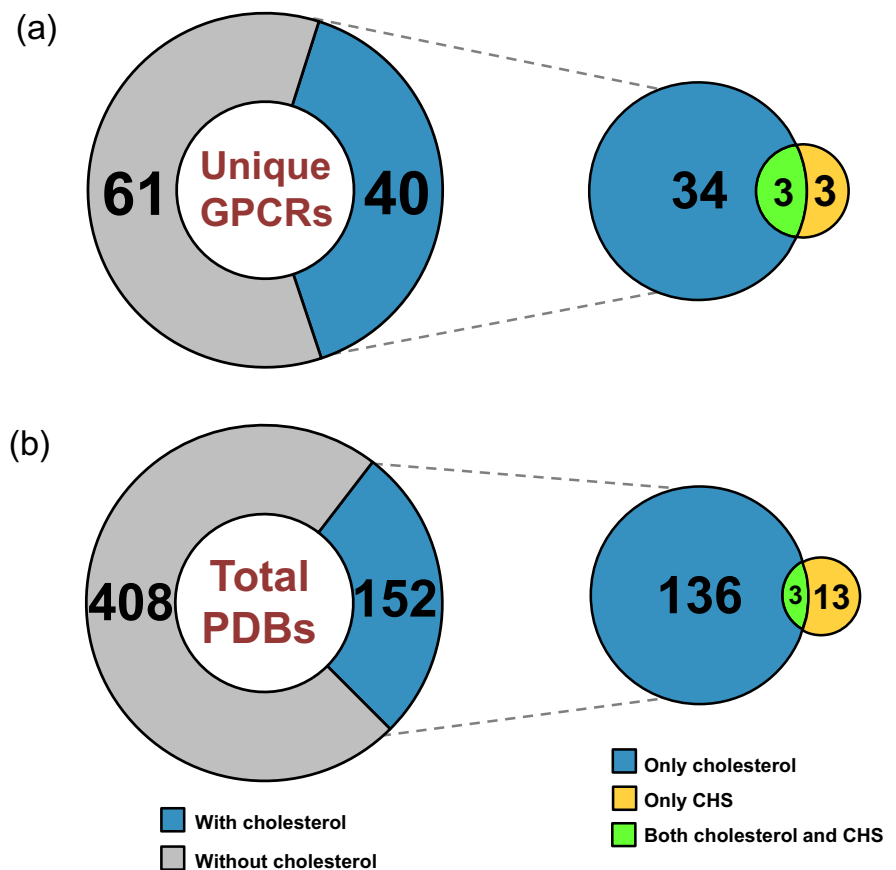 (a)
61
Unique
GPCRs
40
34
3
3
(b)
408
Total
PDBs
152
136
3
13
With cholesterol
Without cholesterol
Only cholesterol
Only CHS
Both cholesterol and CHS